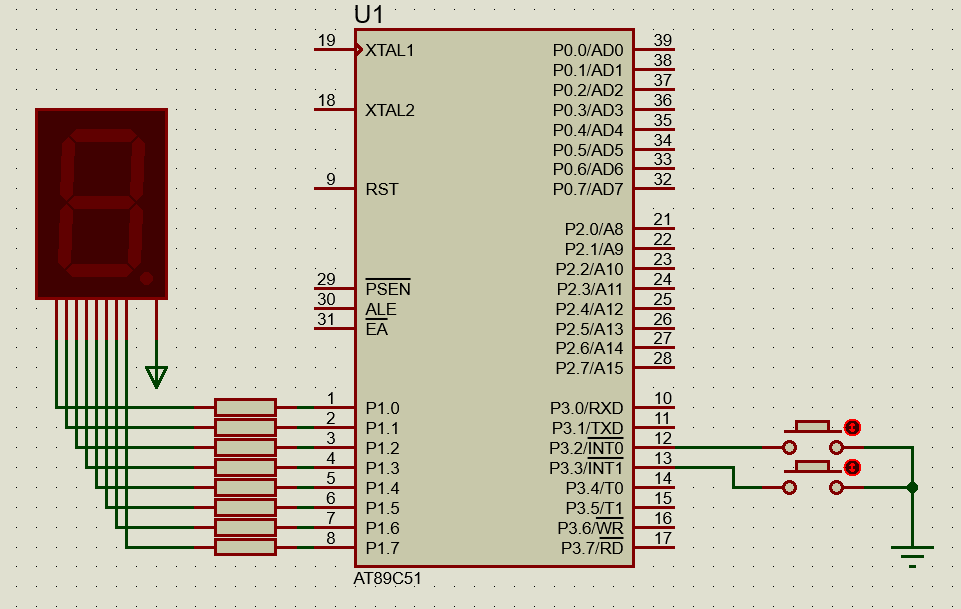 U1
19 XTAL1
18 XTAL2
9 RST
29 PSEN
30 ALE
31 EA
1 P1.0
2 P1.1
3 P1.2
4 P1.3
5 P1.4
6 P1.5
7 P1.6
8 P1.7
P0.0/AD0 39
P0.1/AD1 38
P0.2/AD2 37
P0.3/AD3 36
P0.4/AD4 35
P0.5/AD5 34
P0.6/AD6 33
P0.7/AD7 32
P2.0/A8 21
P2.1/A9 22
P2.2/A10 23
P2.3/A11 24
P2.4/A12 25
P2.5/A13 26
P2.6/A14 27
P2.7/A15 28
P3.0/RXD 10
P3.1/TXD 11
P3.2/INT0 12
P3.3/INT1 13
P3.4/T0 14
P3.5/T1 15
P3.6/WR 16
P3.7/RD 17
AT89C51